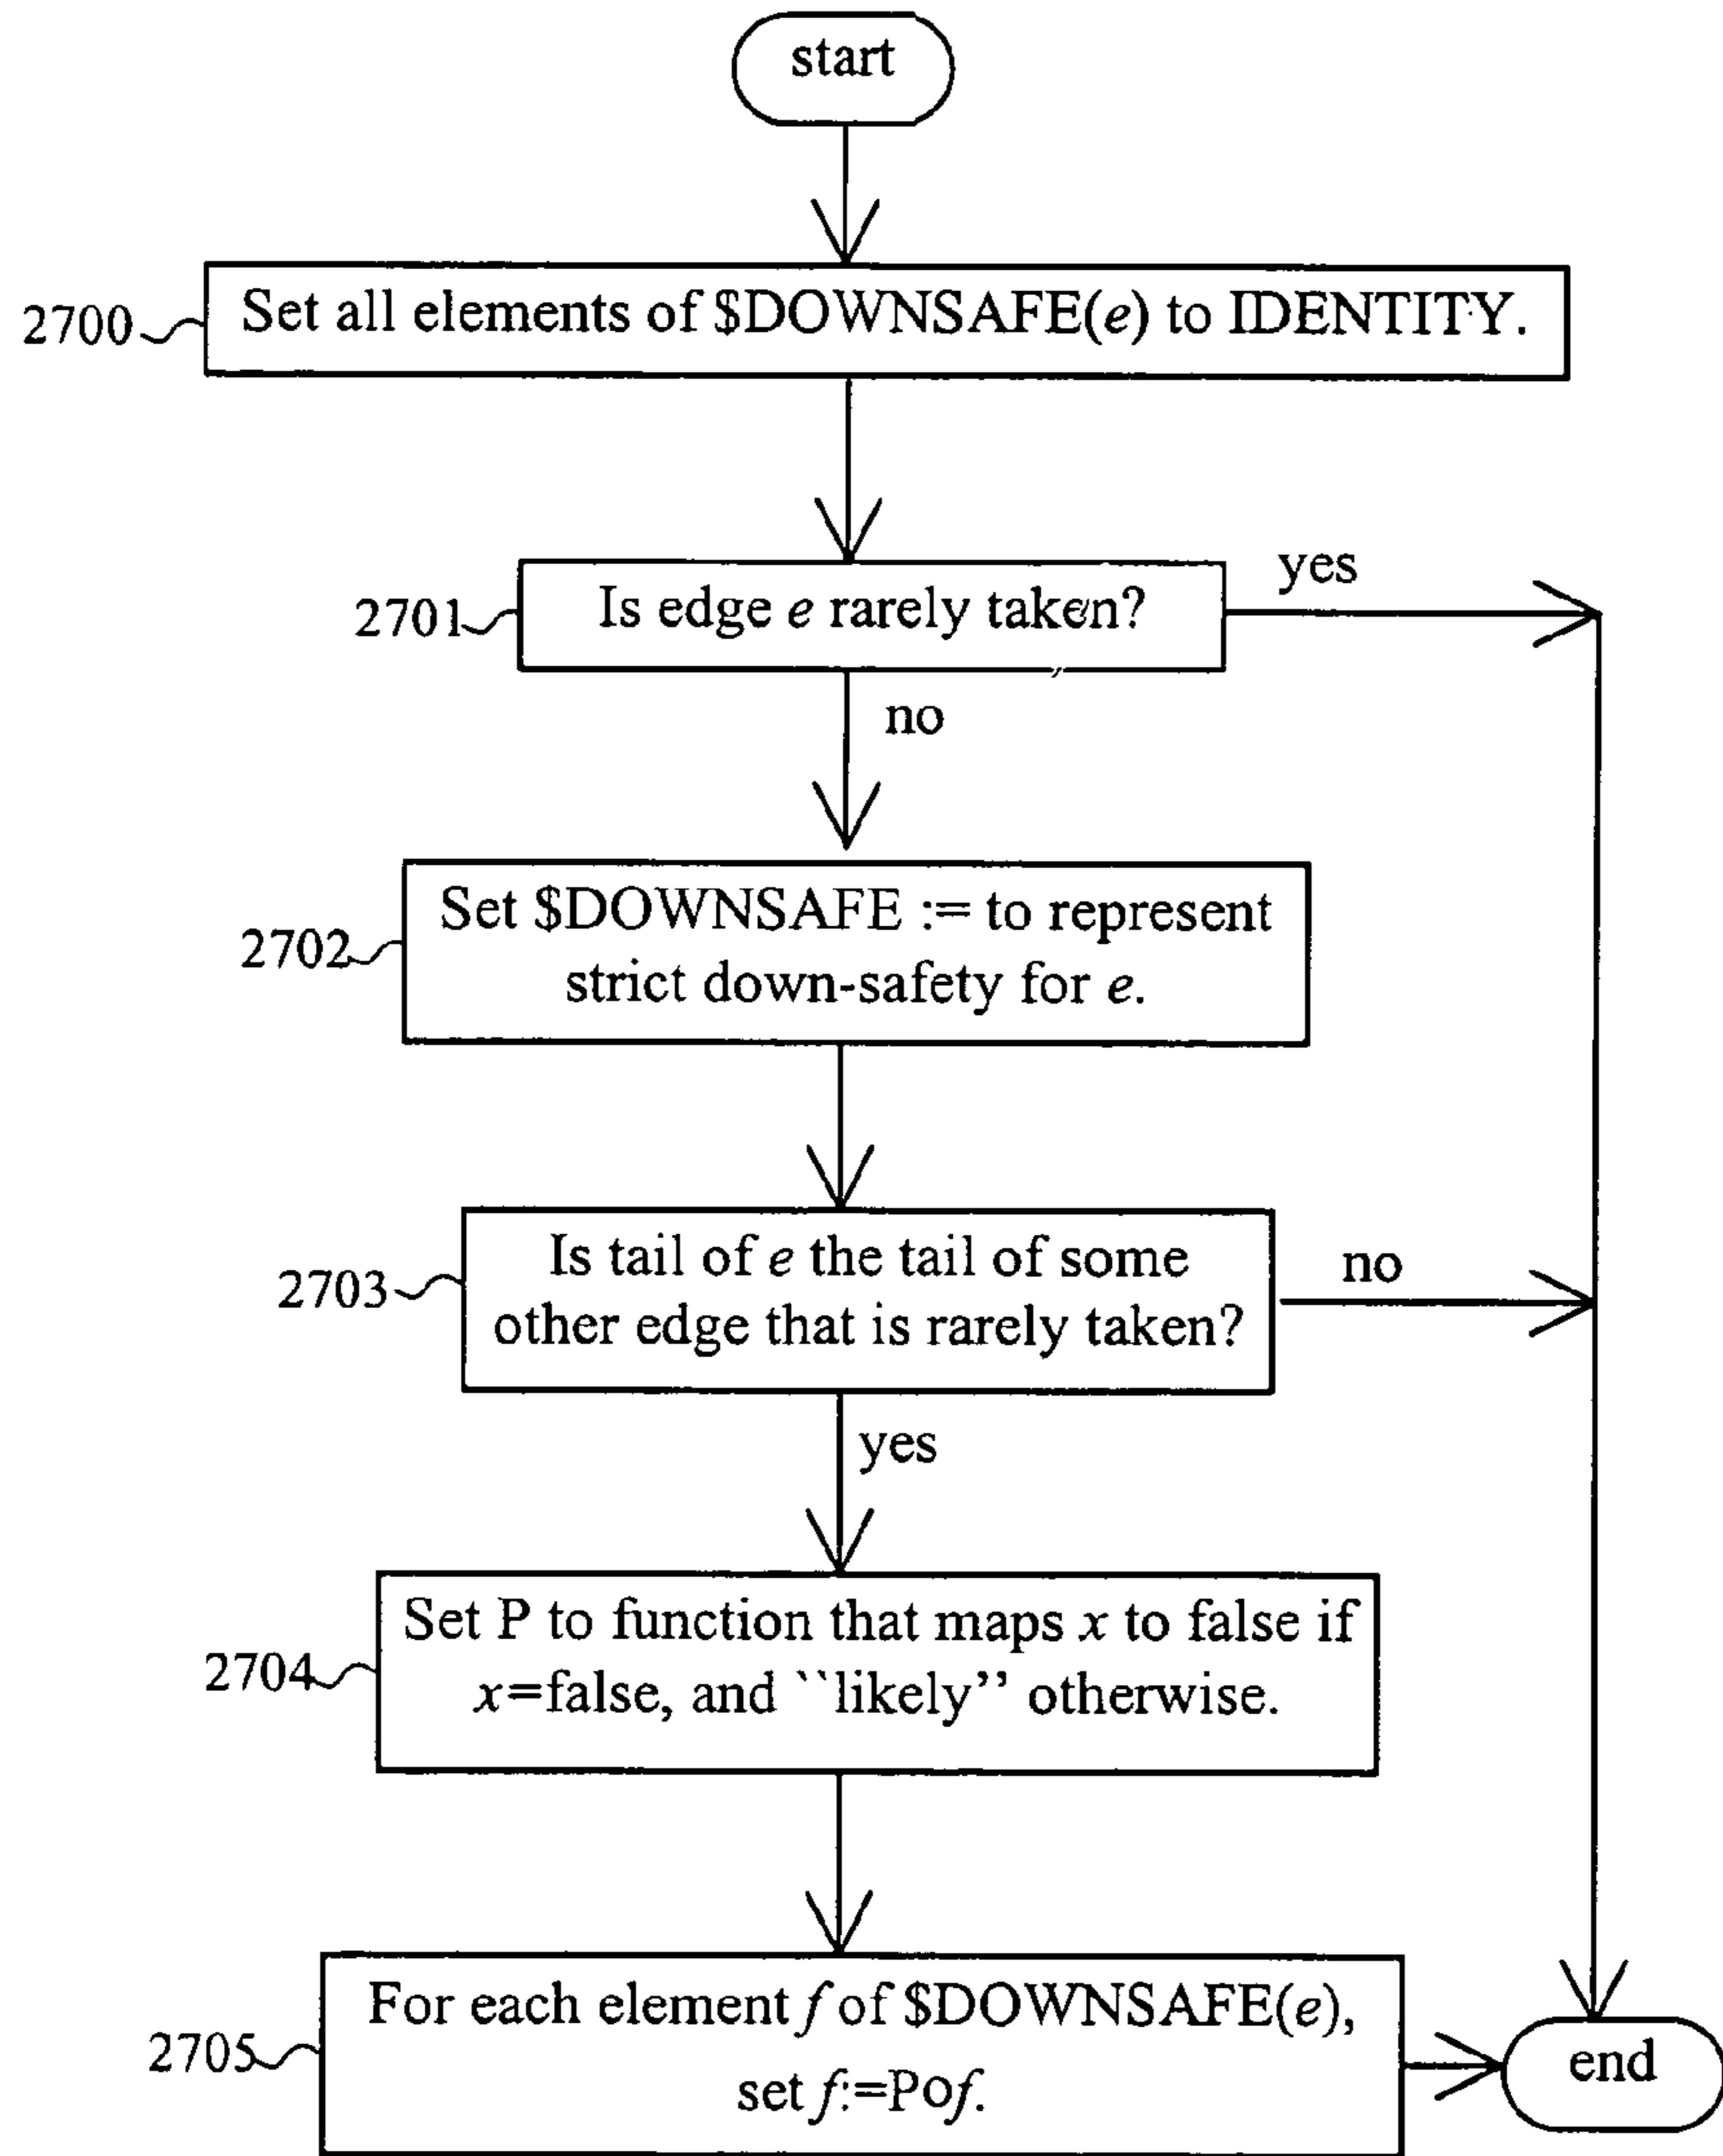 start
2700
Set all elements of $DOWNSAFE(e) to IDENTITY.
2701
Is edge e rarely taken?
yes
no
2702
Set $DOWNSAFE := to represent
strict down-safety for e.
2703
Is tail of e the tail of some
other edge that is rarely taken?
no
yes
2704
Set P to function that maps x to false if
x=false, and ``likely'' otherwise.
2705
For each element f of $DOWNSAFE(e),
set f:=Pof.
end